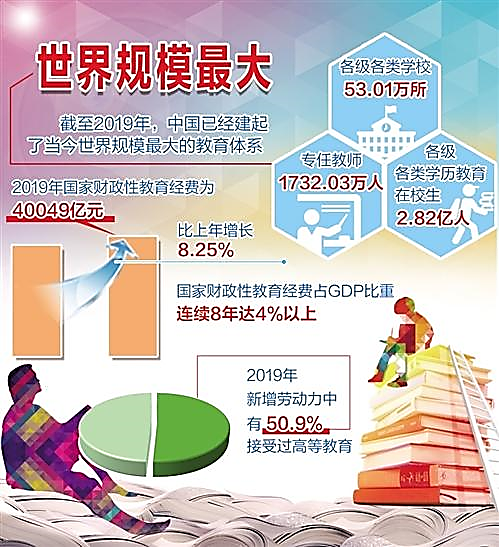 世界规模最大
截至2019年，中国已经建起
了当今世界规模最大的教育体系
各级各类学校
53.01万所
专任教师
1732.03万人
各级
各类学历教育
在校生
2.82亿人
2019年国家财政性教育经费为
40049亿元
比上年增长
8.25%
国家财政性教育经费占GDP比重
连续8年达4%以上
2019年
新增劳动力中
有50.9%
接受过高等教育